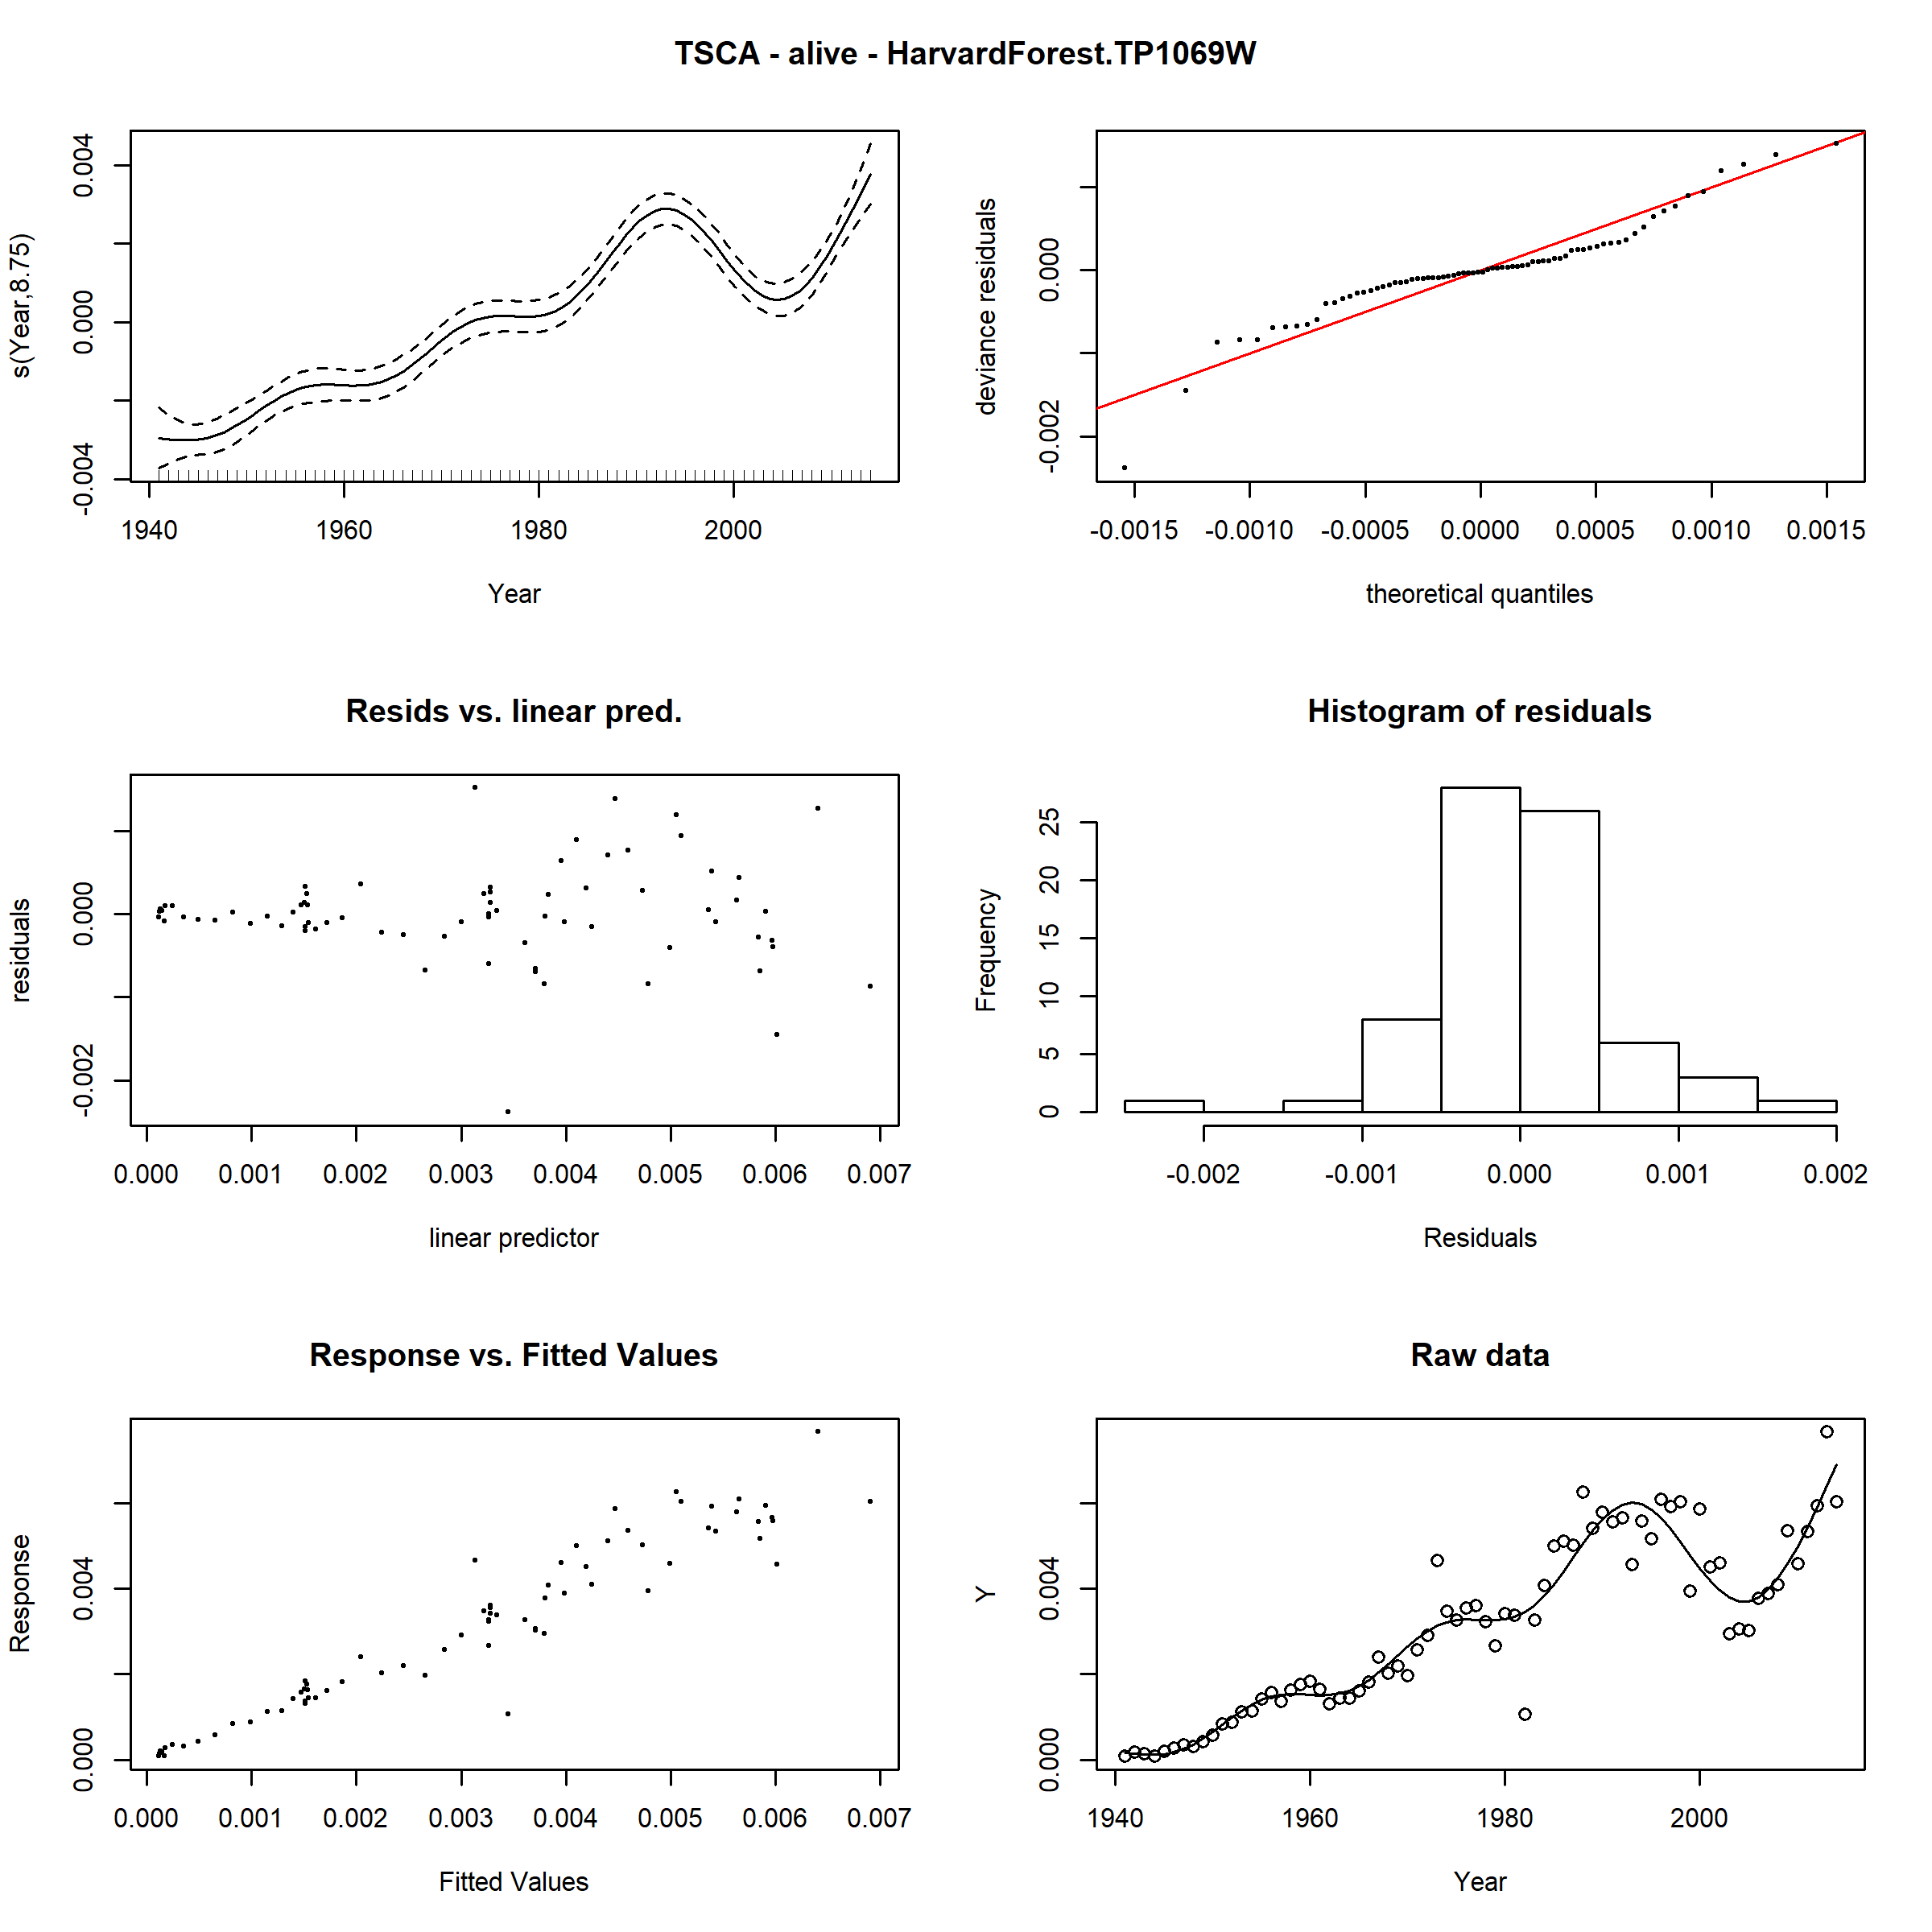 TSCA - alive - HarvardForest.TP1069W
s(Year,8.75)
-0.004 0.000 0.004
1940 1960 1980 2000
Year
deviance residuals
-0.002 0.000
-0.0015 -0.0010 -0.0005 0.0000 0.0005 0.0010 0.0015
theoretical quantiles
Resids vs. linear pred.
residuals
-0.002 0.000
0.000 0.001 0.002 0.003 0.004 0.005 0.006 0.007
linear predictor
Histogram of residuals
Frequency
0 5 10 15 20 25
-0.002 -0.001 0.000 0.001 0.002
Residuals
Response vs. Fitted Values
Response
0.000 0.004
0.000 0.001 0.002 0.003 0.004 0.005 0.006 0.007
Fitted Values
Raw data
Y
0.000 0.004
1940 1960 1980 2000
Year